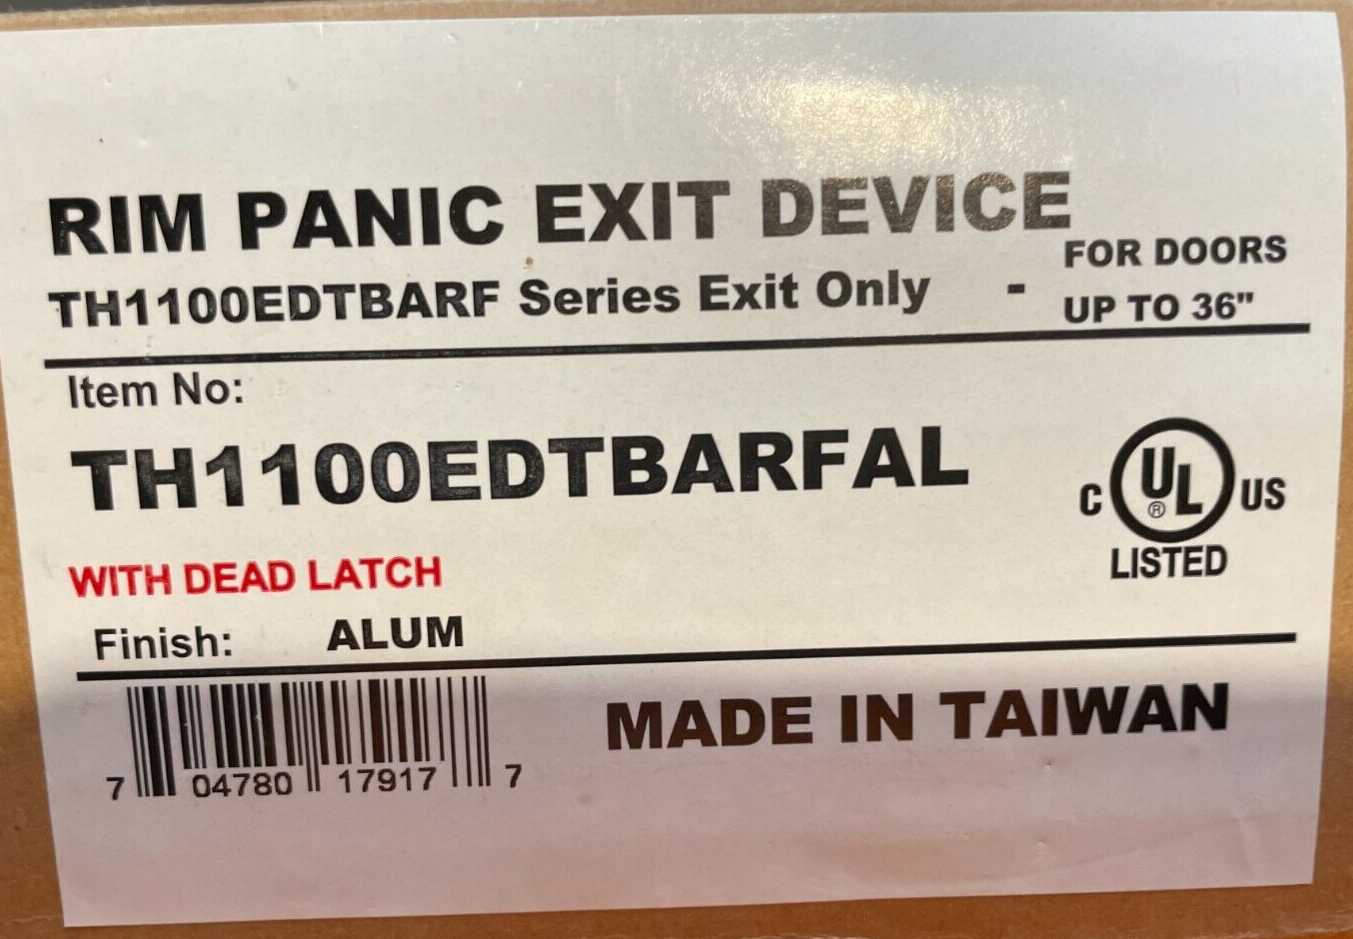 RIM PANIC EXIT DEVICE
TH1100EDTBARF Series Exit Only - FOR DOORS
UP TO 36"
Item No:
TH1100EDTBARFAL
C UL® US
LISTED
WITH DEAD LATCH
Finish: ALUM
7 04780 17917 7
MADE IN TAIWAN